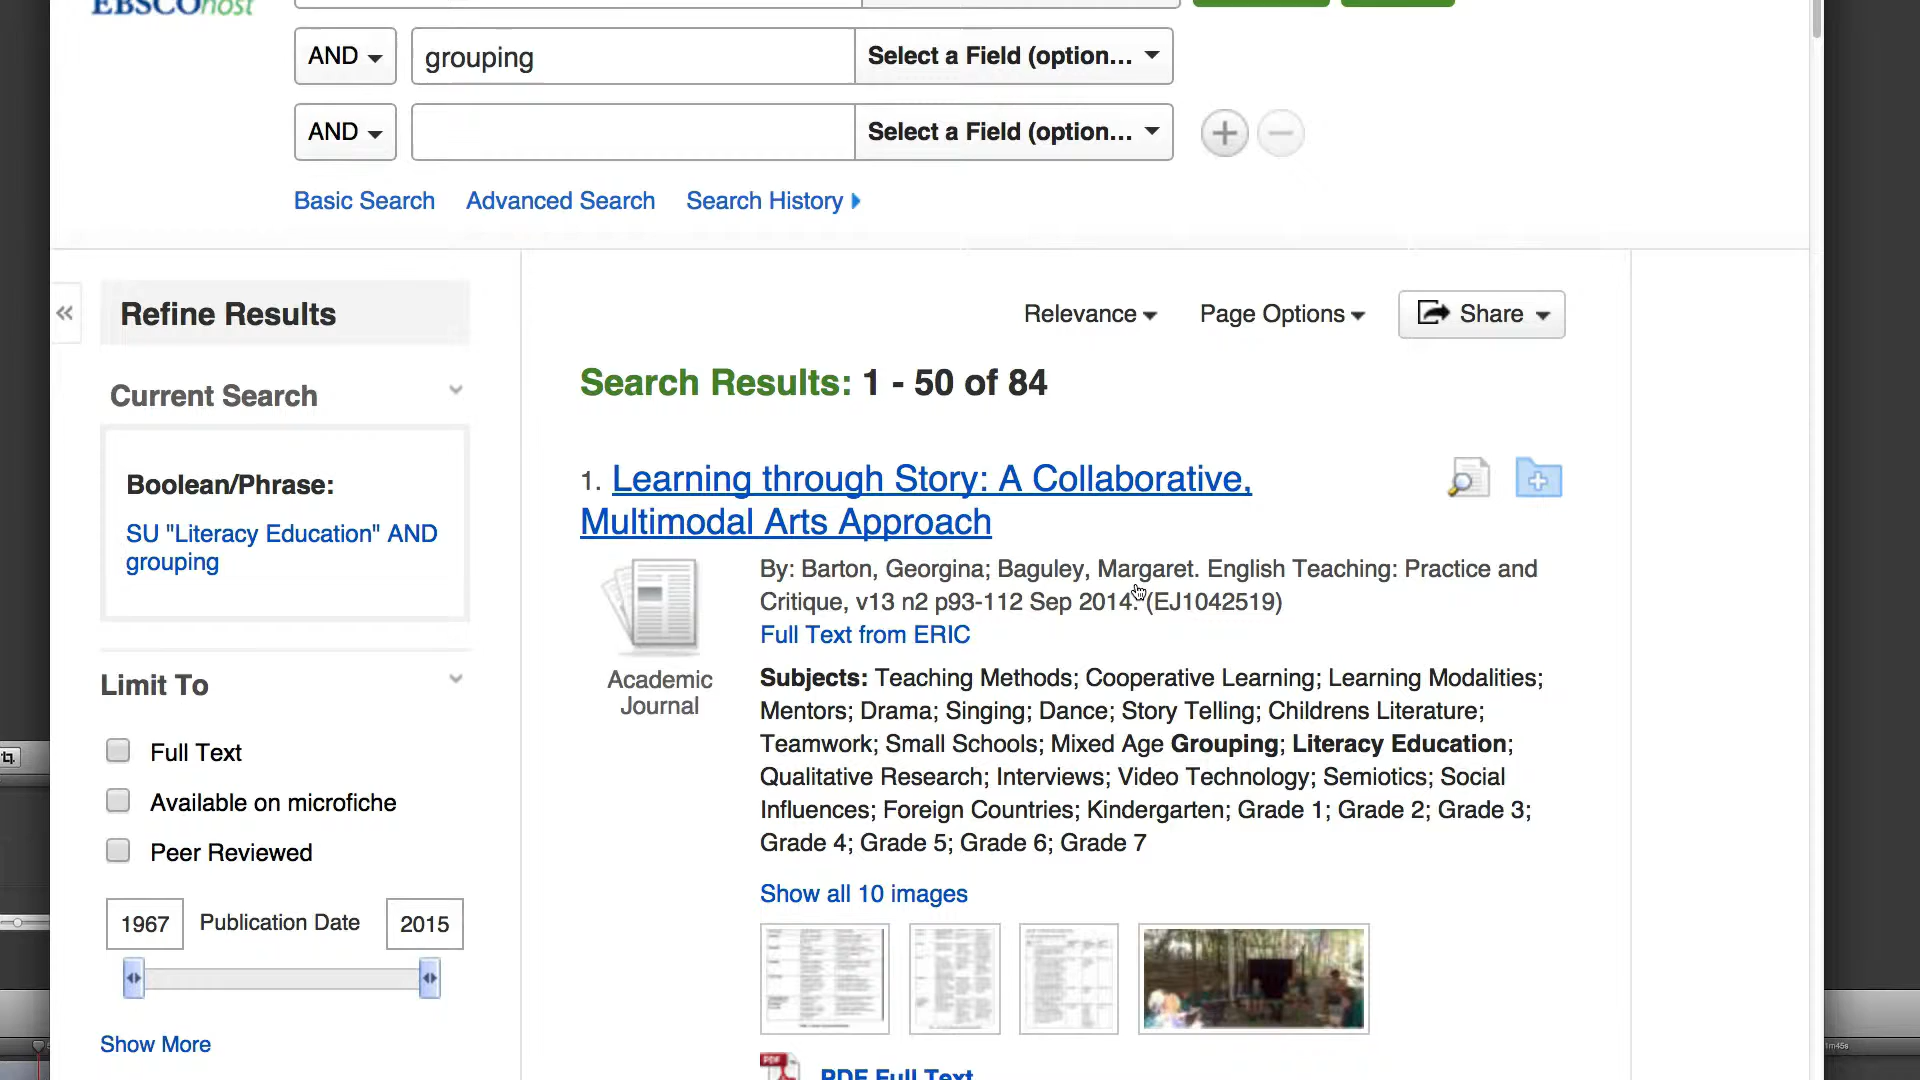 EBSCOhost
AND grouping Select a Field (option...
AND Select a Field (option...
Basic Search Advanced Search Search History
Refine Results
Relevance Page Options Share
Current Search
Search Results: 1 - 50 of 84
Boolean/Phrase:
SU "Literacy Education" AND
grouping
1. Learning through Story: A Collaborative,
Multimodal Arts Approach
By: Barton, Georgina; Baguley, Margaret. English Teaching: Practice and
Critique, v13 n2 p93-112 Sep 2014. (EJ1042519)
Full Text from ERIC
Academic
Journal
Subjects: Teaching Methods; Cooperative Learning; Learning Modalities;
Mentors; Drama; Singing; Dance; Story Telling; Childrens Literature;
Teamwork; Small Schools; Mixed Age Grouping; Literacy Education;
Qualitative Research; Interviews; Video Technology; Semiotics; Social
Influences; Foreign Countries; Kindergarten; Grade 1; Grade 2; Grade 3;
Grade 4; Grade 5; Grade 6; Grade 7
Limit To
Full Text
Available on microfiche
Peer Reviewed
1967 Publication Date 2015
Show More
Show all 10 images
PDF
PDF Full Text
1m45s